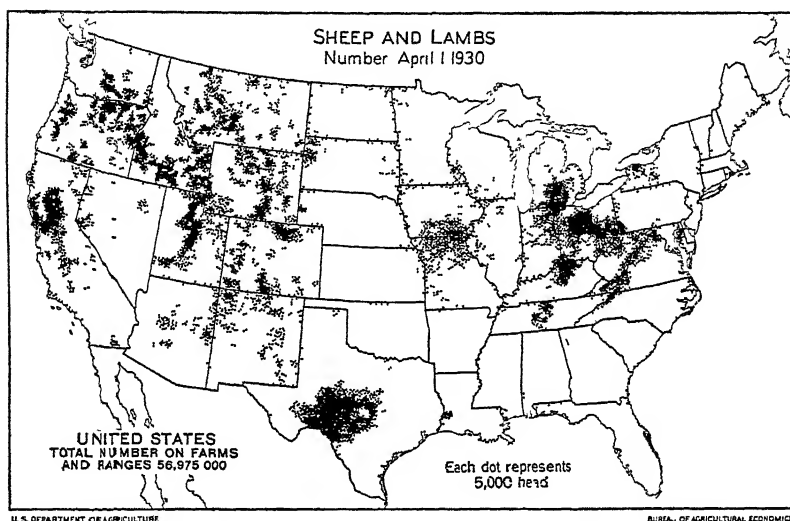 SHEEP AND LAMBS
Number April 1 1930
UNITED STATES
TOTAL NUMBER ON FARMS
AND RANGES 56,975 000
Each dot represents
5,000 head
U. S. DEPARTMENT OF AGRICULTURE
BUREAU OF AGRICULTURAL ECONOMICS